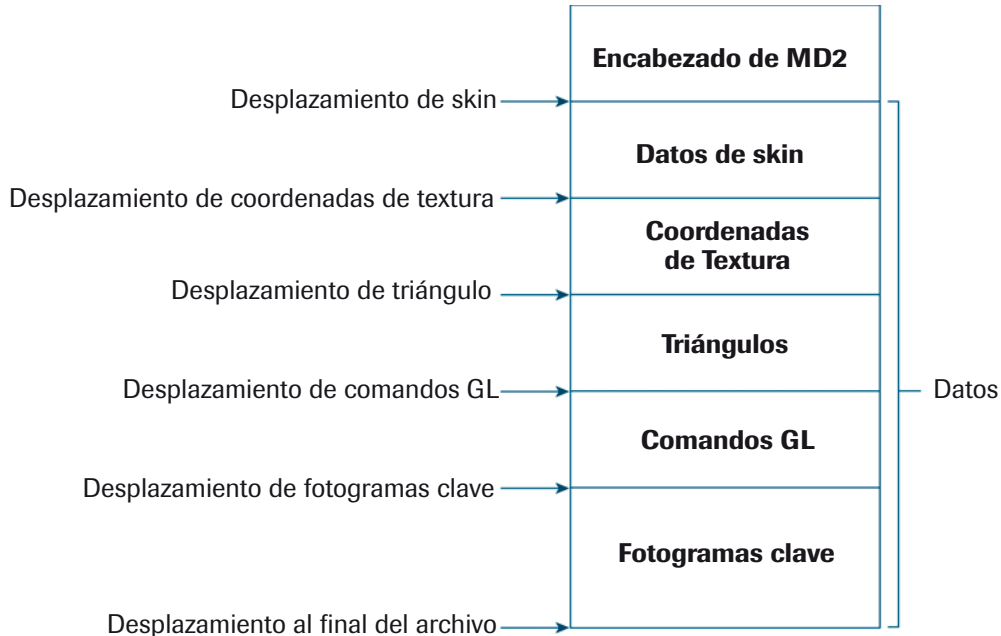 Encabezado de MD2
Desplazamiento de skin
Datos de skin
Desplazamiento de coordenadas de textura
Coordenadas
de Textura
Desplazamiento de triángulo
Triángulos
Desplazamiento de comandos GL
Datos
Comandos GL
Desplazamiento de fotogramas clave
Fotogramas clave
Desplazamiento al final del archivo